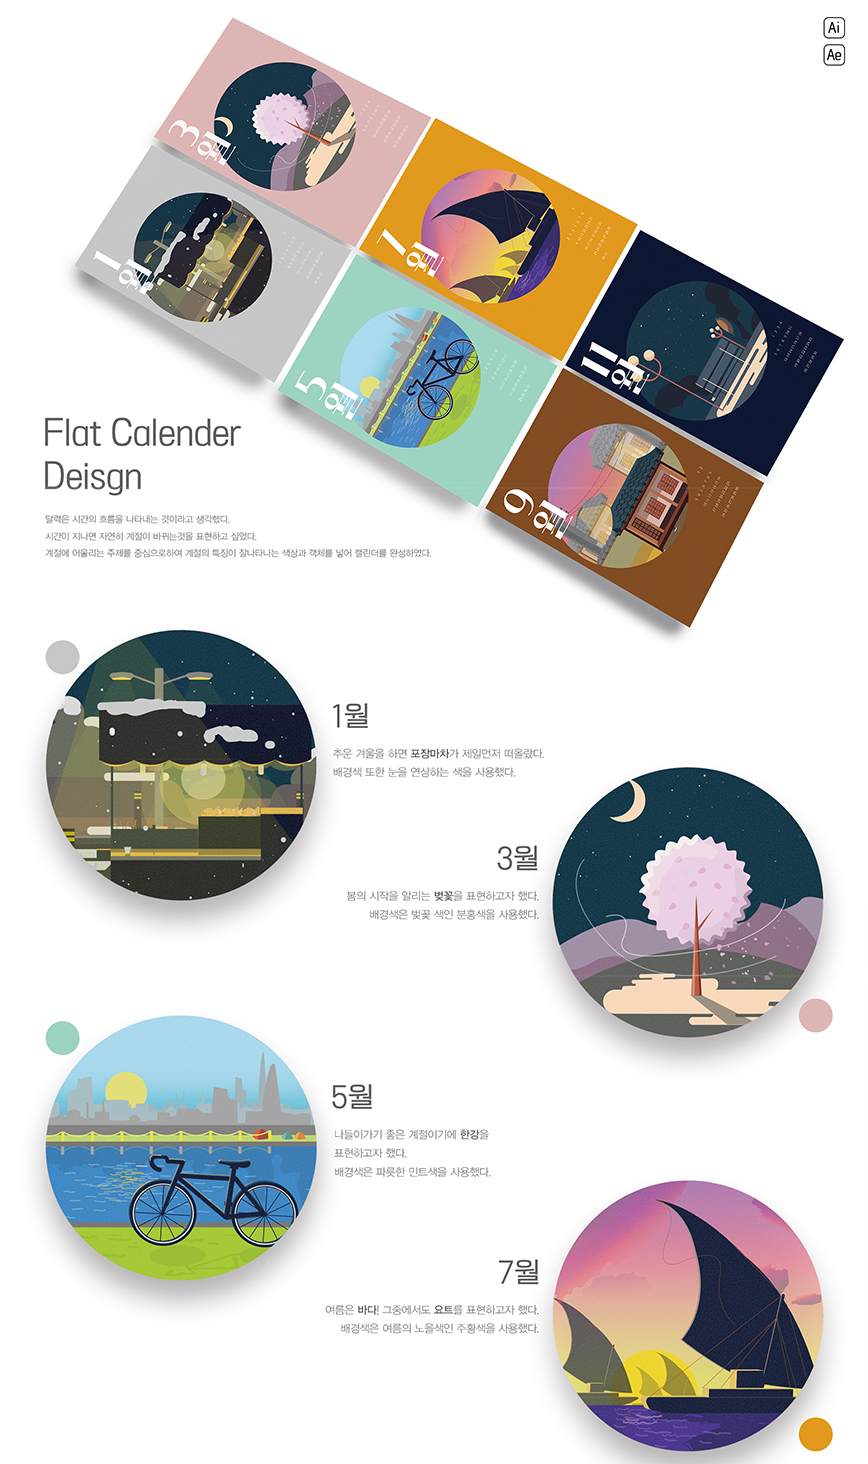 Ai
Ae
3월
7월
1월
11월
5월
9월
Flat Calender
Deisgn
달력은 시간의 흐름을 나타내는 것이라고 생각했다.
시간이 지나면 자연히 계절이 바뀌는것을 표현하고 싶었다.
계절에 어울리는 주제를 중심으로하여 계절의 특징이 잘나타나는 색상과 객체를 넣어 캘린더를 완성하였다.
1월
추운 겨울을 하면 포장마차가 제일먼저 떠올랐다.
배경색 또한 눈을 연상하는 색을 사용했다.
3월
봄의 시작을 알리는 벚꽃을 표현하고자 했다.
배경색은 벚꽃 색인 분홍색을 사용했다.
5월
나들이가기 좋은 계절이기에 한강을
표현하고자 했다.
배경색은 파릇한 민트색을 사용했다.
7월
여름은 바다! 그중에서도 요트를 표현하고자 했다.
배경색은 여름의 노을색인 주황색을 사용했다.